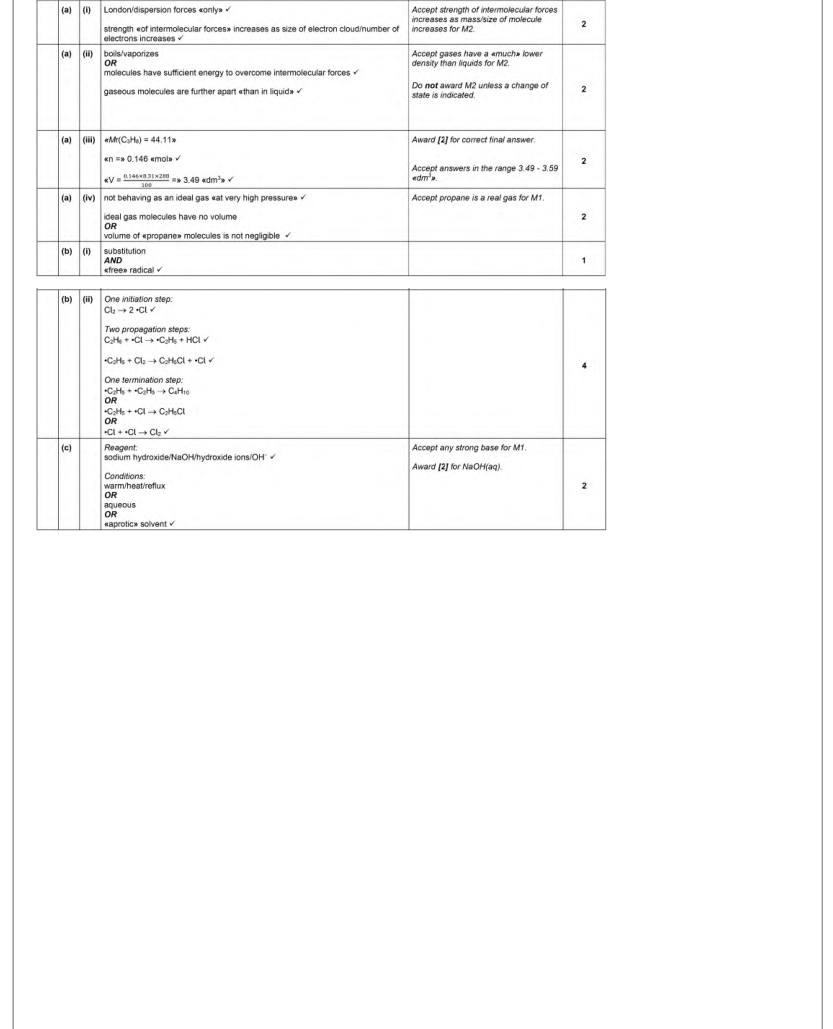 (a) (i) London/dispersion forces «only» ✓
strength «of intermolecular forces» increases as size of electron cloud/number of
electrons increases ✓
Accept strength of intermolecular forces
increases as mass/size of molecule
increases for M2.
2
(a) (ii) boils/vaporizes
OR
molecules have sufficient energy to overcome intermolecular forces ✓
gaseous molecules are further apart «than in liquid» ✓
Accept gases have a «much» lower
density than liquids for M2.
Do not award M2 unless a change of
state is indicated.
2
(a) (iii) «Mr(C₃H₈) = 44.11»
«n =» 0.146 «mol» ✓
«V = 0.146×8.31×288/100 =» 3.49 «dm³» ✓
Award [2] for correct final answer.
Accept answers in the range 3.49 - 3.59
«dm³».
2
(a) (iv) not behaving as an ideal gas «at very high pressure» ✓
ideal gas molecules have no volume
OR
volume of «propane» molecules is not negligible ✓
Accept propane is a real gas for M1.
2
(b) (i) substitution
AND
«free» radical ✓
1
(b) (ii) One initiation step:
Cl₂ → 2 •Cl ✓
Two propagation steps:
C₂H₆ + •Cl → •C₂H₅ + HCl ✓
•C₂H₅ + Cl₂ → C₂H₅Cl + •Cl ✓
One termination step:
•C₂H₅ + •C₂H₅ → C₄H₁₀
OR
•C₂H₅ + •Cl → C₂H₅Cl
OR
•Cl + •Cl → Cl₂ ✓
4
(c) Reagent:
sodium hydroxide/NaOH/hydroxide ions/OH⁻ ✓
Conditions:
warm/heat/reflux
OR
aqueous
OR
«aprotic» solvent ✓
Accept any strong base for M1.
Award [2] for NaOH(aq).
2